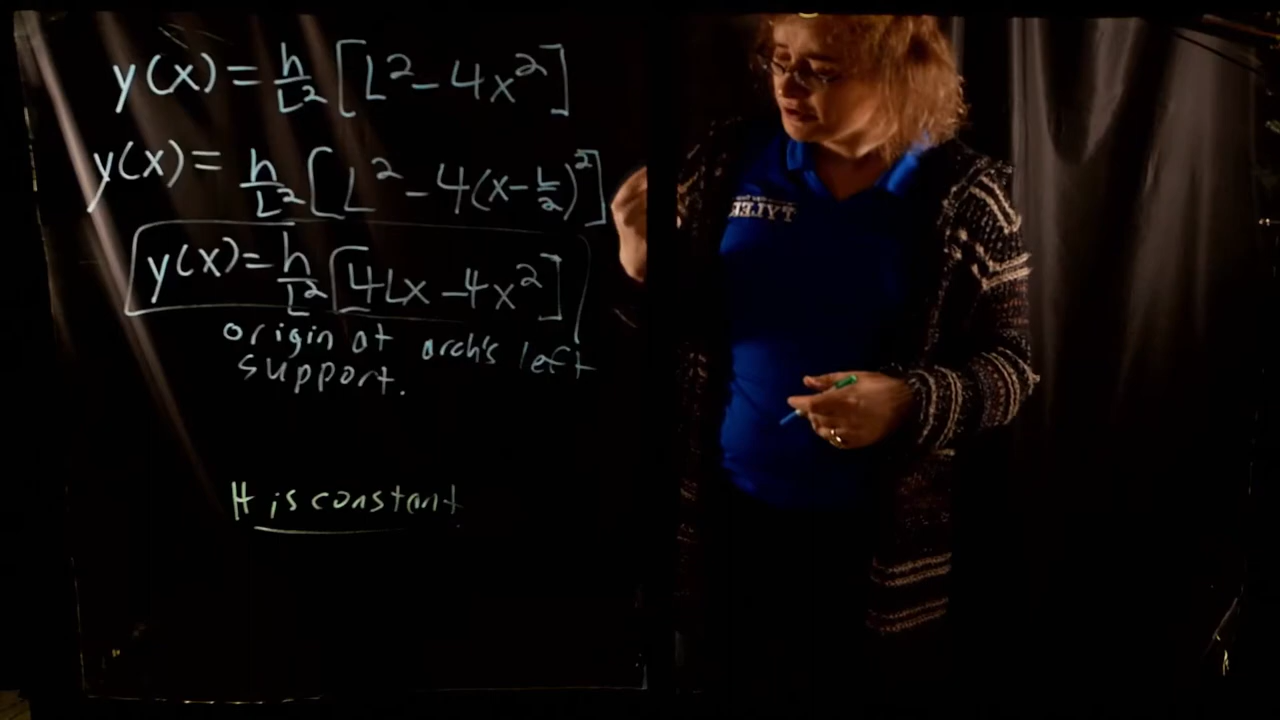 y(x) = h/L² [L² - 4x²]
y(x) = h/L² [L² - 4(x - L/2)²]
y(x) = h/L² [4Lx - 4x²]
origin at arch's left
support.
H is constant
TYLER